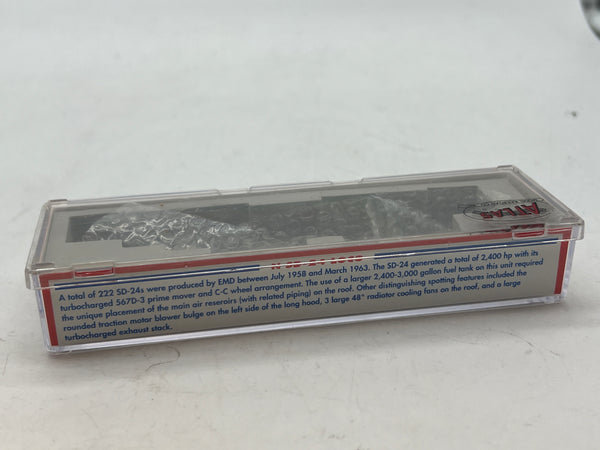 ATLAS
N SD-24 LOCO
A total of 222 SD-24s were produced by EMD between July 1958 and March 1963. The SD-24 generated a total of 2,400 hp with its
turbocharged 567D-3 prime mover and C-C wheel arrangement. The use of a larger 2,400-3,000 gallon fuel tank on this unit required
the unique placement of the main air reseroirs (with related piping) on the roof. Other distinguishing spotting features included the
rounded traction motor blower bulge on the left side of the long hood, 3 large 48" radiator cooling fans on the roof, and a large
turbocharged exhaust stack.